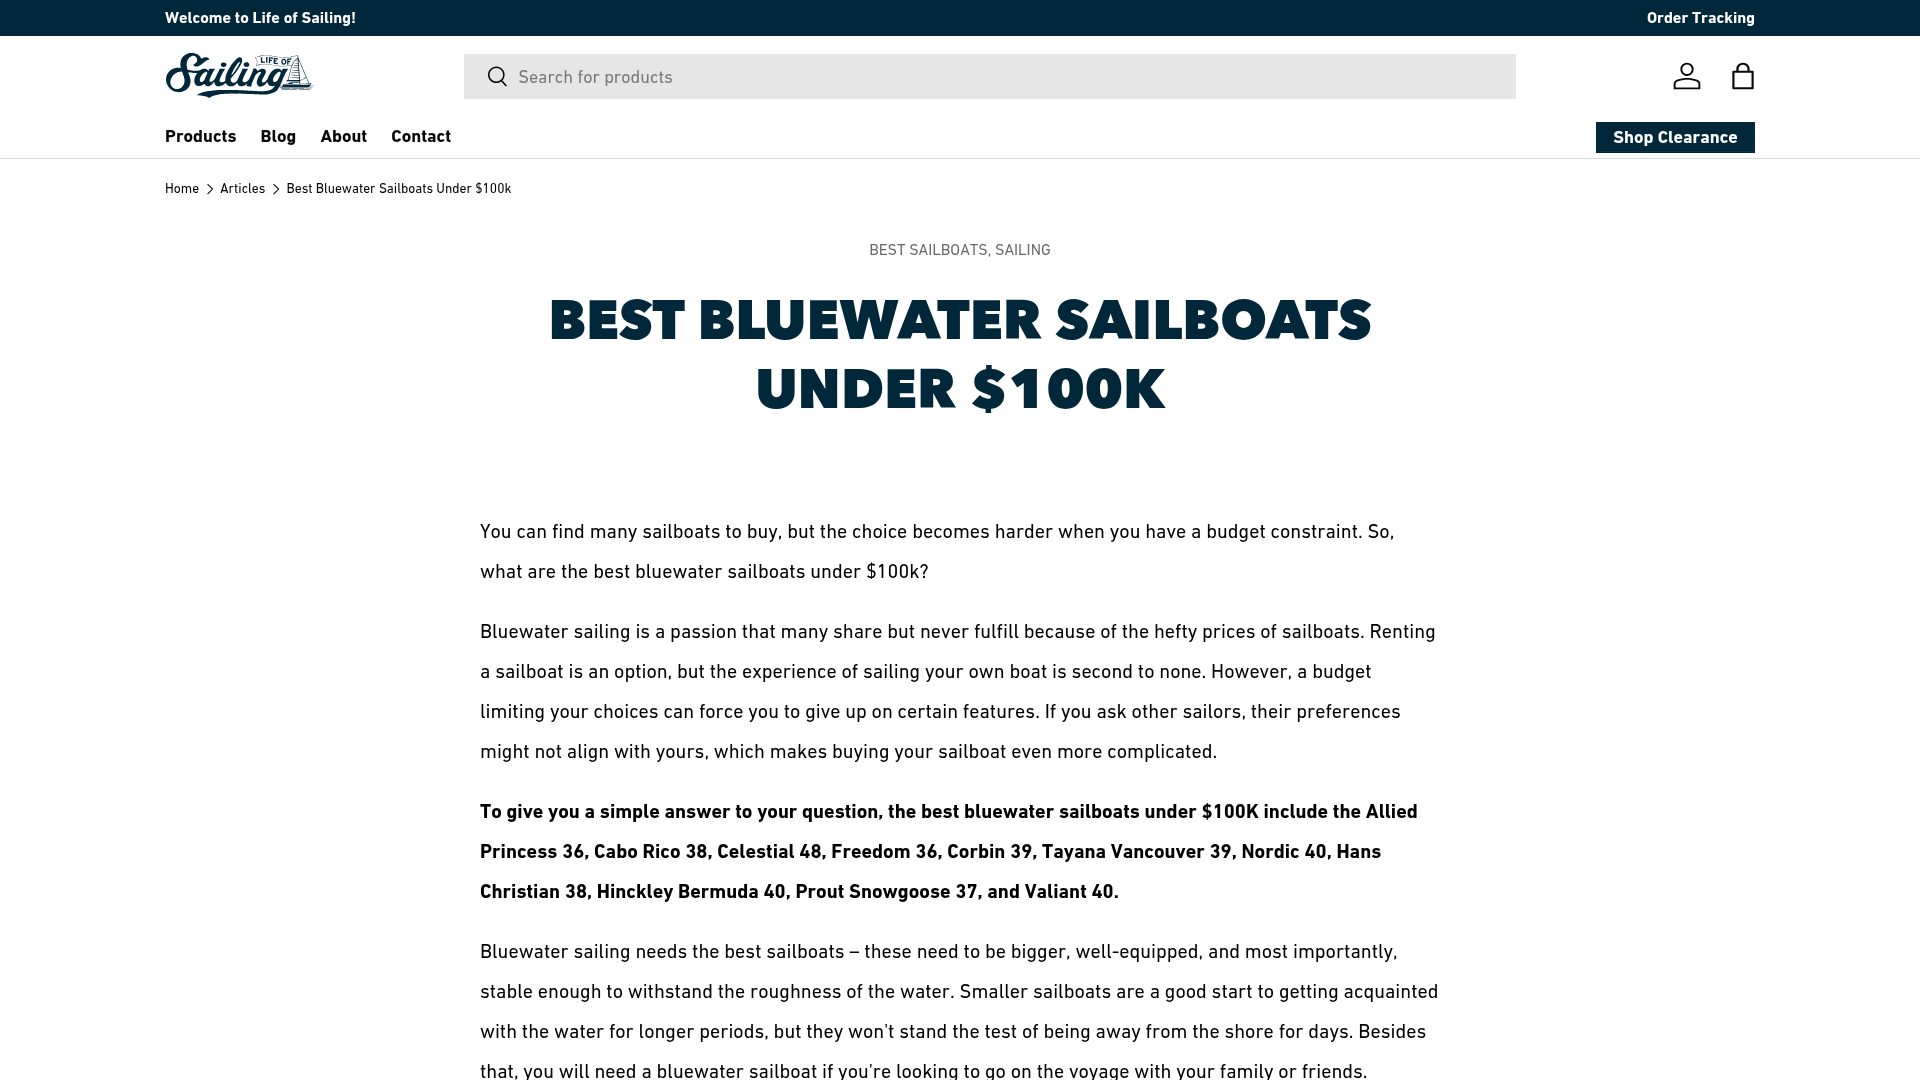 Welcome to Life of Sailing!
Order Tracking
LIFE OF
Sailing
Search for products
Products
Blog
About
Contact
Shop Clearance
Home
Articles
Best Bluewater Sailboats Under $100k
BEST SAILBOATS, SAILING
BEST BLUEWATER SAILBOATS
UNDER $100K
You can find many sailboats to buy, but the choice becomes harder when you have a budget constraint. So,
what are the best bluewater sailboats under $100k?
Bluewater sailing is a passion that many share but never fulfill because of the hefty prices of sailboats. Renting
a sailboat is an option, but the experience of sailing your own boat is second to none. However, a budget
limiting your choices can force you to give up on certain features. If you ask other sailors, their preferences
might not align with yours, which makes buying your sailboat even more complicated.
To give you a simple answer to your question, the best bluewater sailboats under $100K include the Allied
Princess 36, Cabo Rico 38, Celestial 48, Freedom 36, Corbin 39, Tayana Vancouver 39, Nordic 40, Hans
Christian 38, Hinckley Bermuda 40, Prout Snowgoose 37, and Valiant 40.
Bluewater sailing needs the best sailboats – these need to be bigger, well-equipped, and most importantly,
stable enough to withstand the roughness of the water. Smaller sailboats are a good start to getting acquainted
with the water for longer periods, but they won't stand the test of being away from the shore for days. Besides
that, you will need a bluewater sailboat if you're looking to go on the voyage with your family or friends.